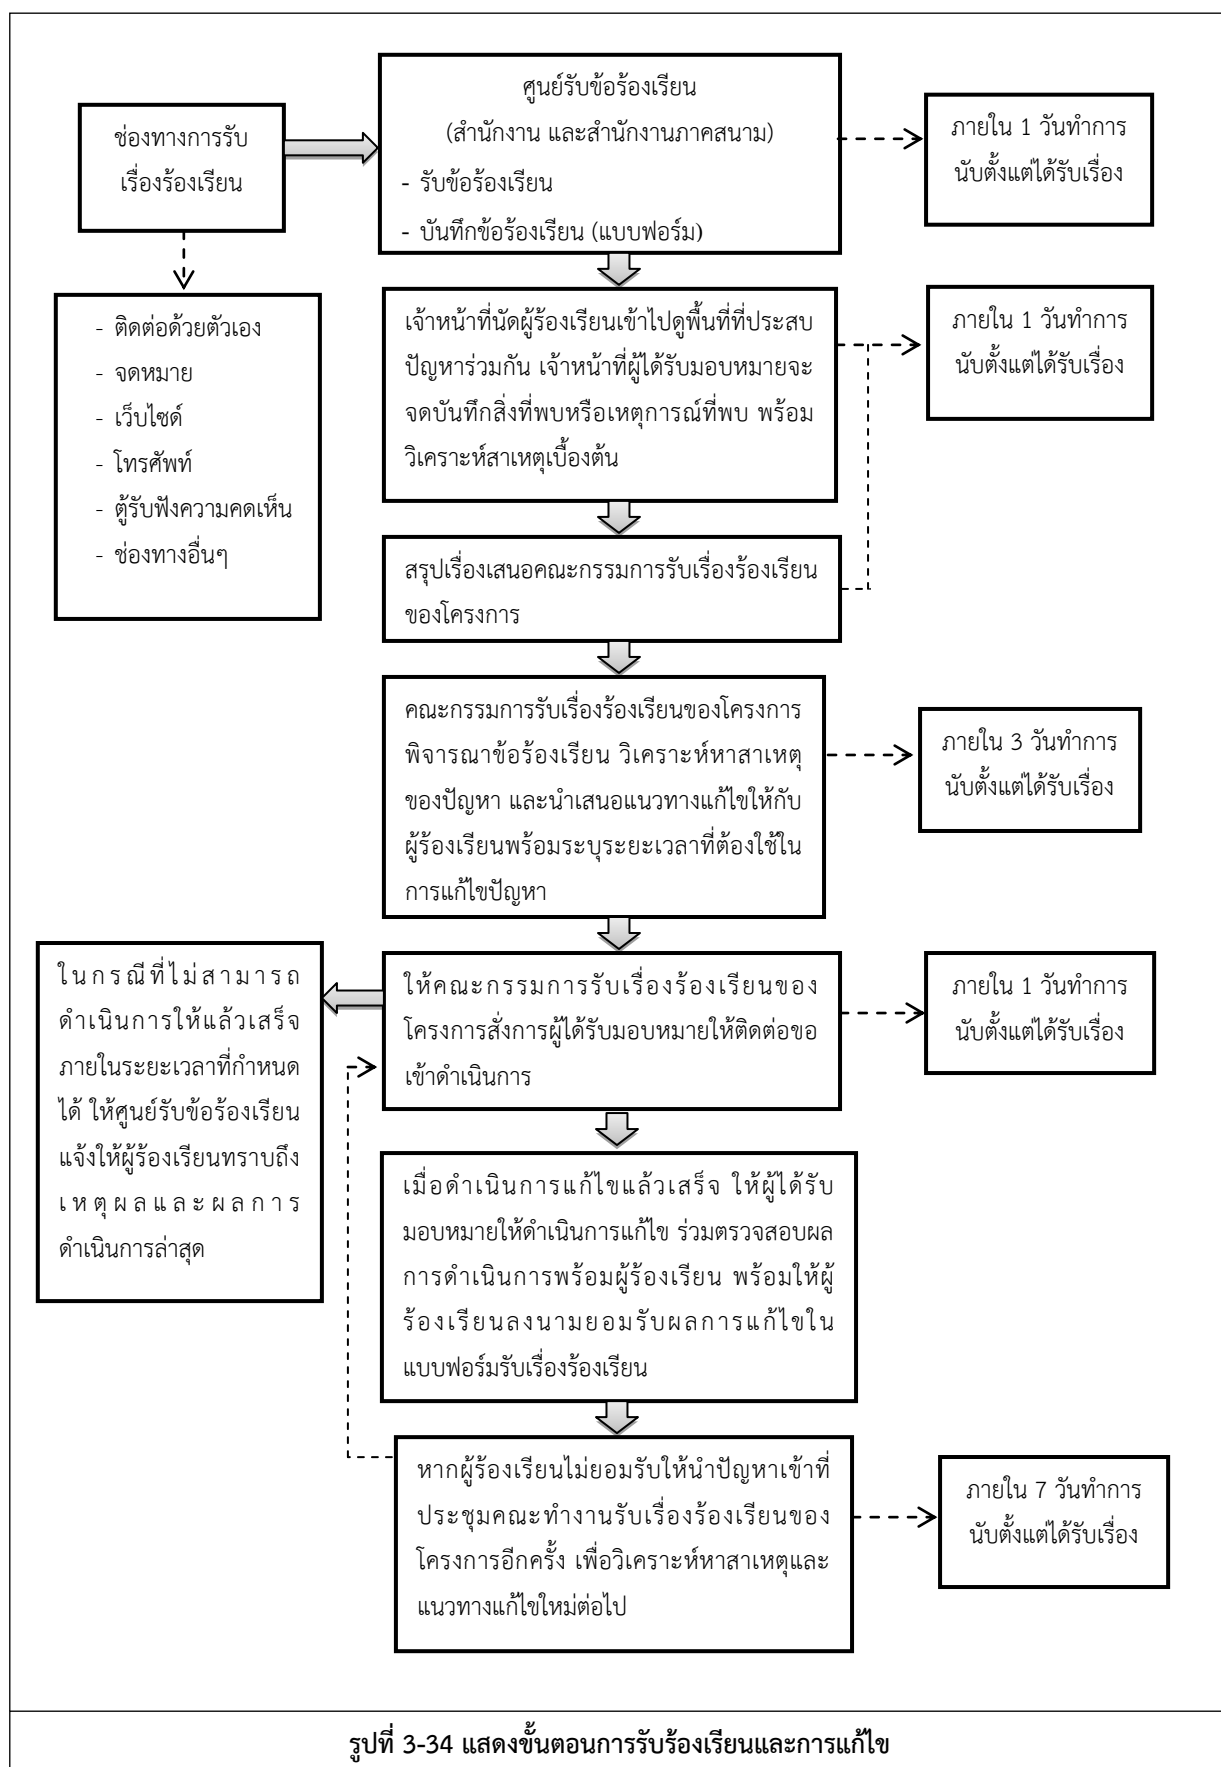 ช่องทางการรับ
เรื่องร้องเรียน
ศูนย์รับข้อร้องเรียน
(สำนักงาน และสำนักงานภาคสนาม)
- รับข้อร้องเรียน
- บันทึกข้อร้องเรียน (แบบฟอร์ม)
ภายใน 1 วันทำการ
นับตั้งแต่ได้รับเรื่อง
- ติดต่อด้วยตัวเอง
- จดหมาย
- เว็บไซด์
- โทรศัพท์
- ตู้รับฟังความคดเห็น
- ช่องทางอื่นๆ
เจ้าหน้าที่นัดผู้ร้องเรียนเข้าไปดูพื้นที่ที่ประสบ
ปัญหาร่วมกัน เจ้าหน้าที่ผู้ได้รับมอบหมายจะ
จดบันทึกสิ่งที่พบหรือเหตุการณ์ที่พบ พร้อม
วิเคราะห์สาเหตุเบื้องต้น
ภายใน 1 วันทำการ
นับตั้งแต่ได้รับเรื่อง
สรุปเรื่องเสนอคณะกรรมการรับเรื่องร้องเรียน
ของโครงการ
คณะกรรมการรับเรื่องร้องเรียนของโครงการ
พิจารณาข้อร้องเรียน วิเคราะห์หาสาเหตุ
ของปัญหา และนำเสนอแนวทางแก้ไขให้กับ
ผู้ร้องเรียนพร้อมระบุระยะเวลาที่ต้องใช้ใน
การแก้ไขปัญหา
ภายใน 3 วันทำการ
นับตั้งแต่ได้รับเรื่อง
ในกรณีที่ไม่สามารถ
ดำเนินการให้แล้วเสร็จ
ภายในระยะเวลาที่กำหนด
ได้ ให้ศูนย์รับข้อร้องเรียน
แจ้งให้ผู้ร้องเรียนทราบถึง
เหตุผลและผลการ
ดำเนินการล่าสุด
ให้คณะกรรมการรับเรื่องร้องเรียนของ
โครงการสั่งการผู้ได้รับมอบหมายให้ติดต่อขอ
เข้าดำเนินการ
ภายใน 1 วันทำการ
นับตั้งแต่ได้รับเรื่อง
เมื่อดำเนินการแก้ไขแล้วเสร็จ ให้ผู้ได้รับ
มอบหมายให้ดำเนินการแก้ไข ร่วมตรวจสอบผล
การดำเนินการพร้อมผู้ร้องเรียน พร้อมให้ผู้
ร้องเรียนลงนามยอมรับผลการแก้ไขใน
แบบฟอร์มรับเรื่องร้องเรียน
หากผู้ร้องเรียนไม่ยอมรับให้นำปัญหาเข้าที่
ประชุมคณะทำงานรับเรื่องร้องเรียนของ
โครงการอีกครั้ง เพื่อวิเคราะห์หาสาเหตุและ
แนวทางแก้ไขใหม่ต่อไป
ภายใน 7 วันทำการ
นับตั้งแต่ได้รับเรื่อง
รูปที่ 3-34 แสดงขั้นตอนการรับร้องเรียนและการแก้ไข